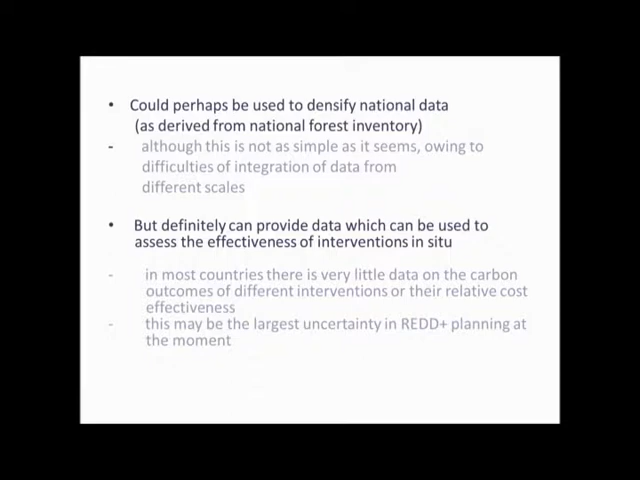 • Could perhaps be used to densify national data
(as derived from national forest inventory)
- although this is not as simple as it seems, owing to
difficulties of integration of data from
different scales
• But definitely can provide data which can be used to
assess the effectiveness of interventions in situ
- in most countries there is very little data on the carbon
outcomes of different interventions or their relative cost
effectiveness
- this may be the largest uncertainty in REDD+ planning at
the moment